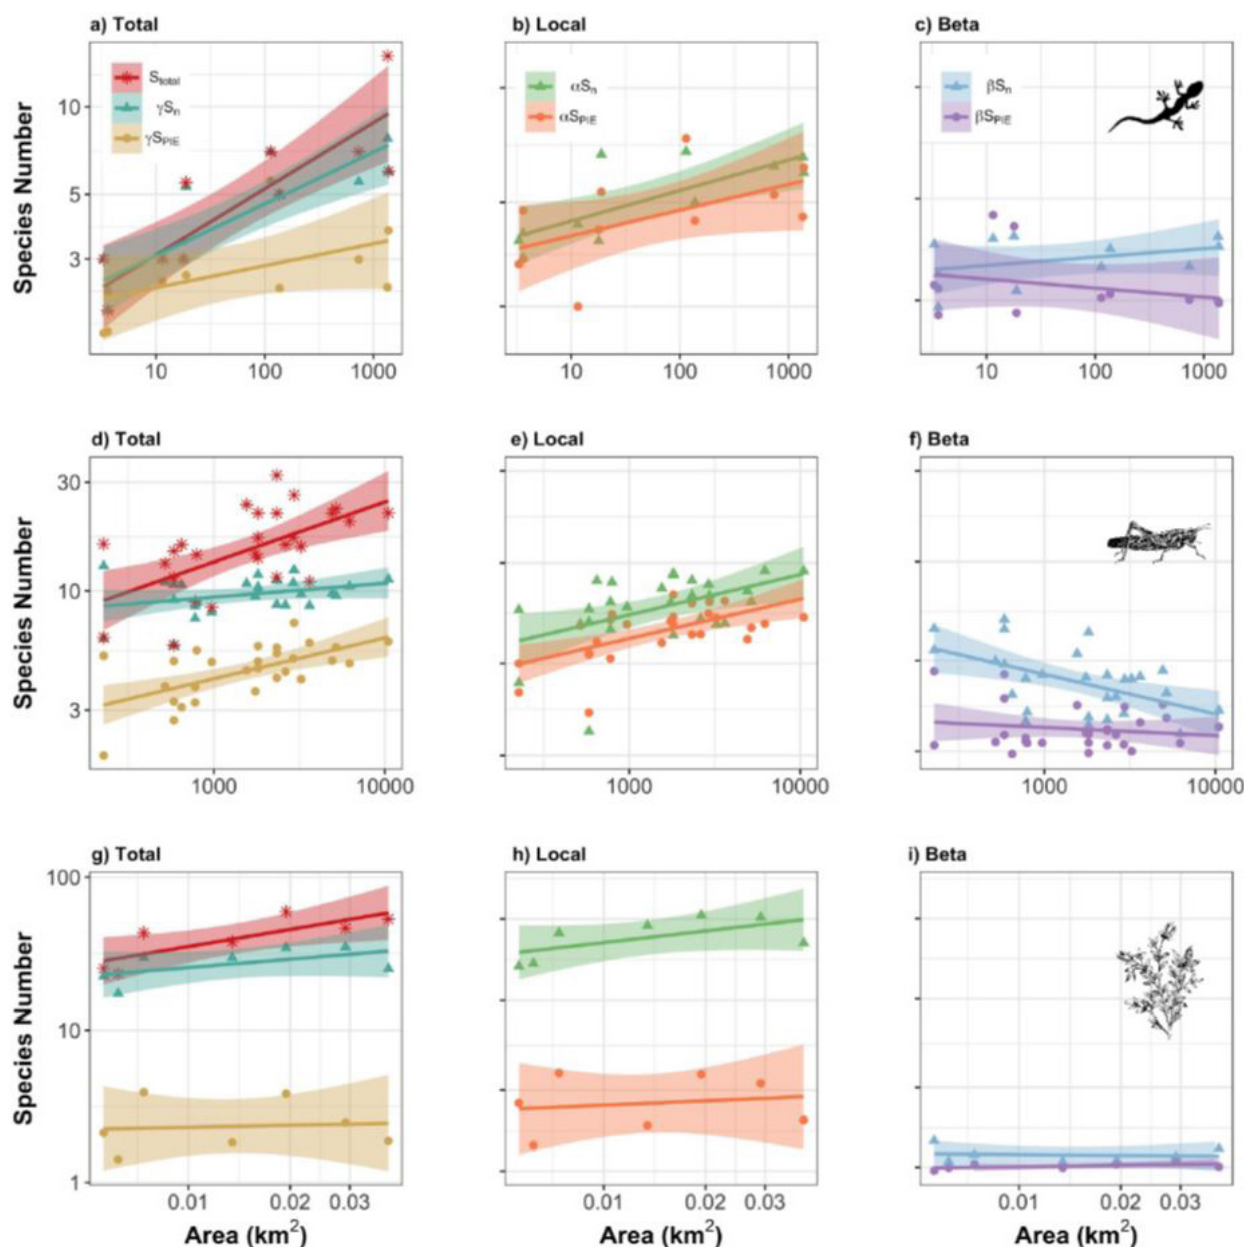 a) Total
b) Local
c) Beta
Species Number
10
5
3
S_total
γS_n
γS_PIE
αS_n
αS_PIE
βS_n
βS_PIE
10 100 1000
10 100 1000
10 100 1000
d) Total
e) Local
f) Beta
Species Number
30
10
3
1000 10000
1000 10000
1000 10000
g) Total
h) Local
i) Beta
Species Number
100
10
1
0.01 0.02 0.03
0.01 0.02 0.03
0.01 0.02 0.03
Area (km²)
Area (km²)
Area (km²)